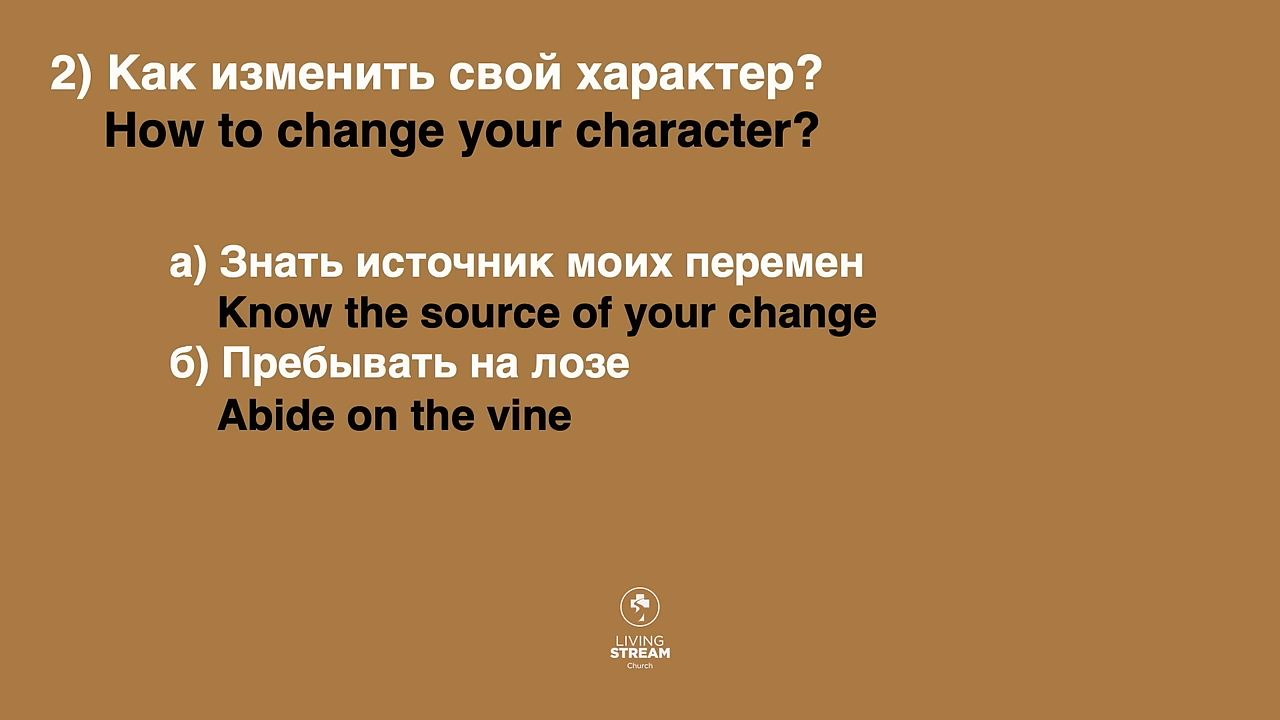 2) Как изменить свой характер?
How to change your character?
а) Знать источник моих перемен
Know the source of your change
б) Пребывать на лозе
Abide on the vine
LIVING
STREAM
Church